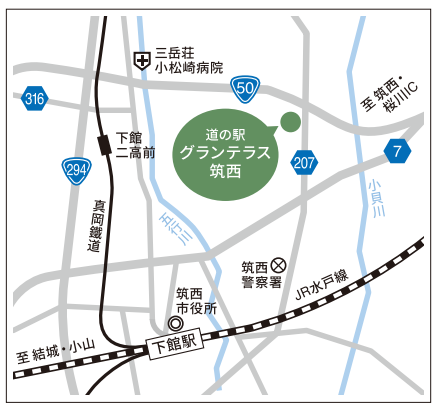 三岳荘
小松崎病院
50
316
至 筑西・
桜川IC
道の駅
グランテラス
筑西
下館
二高前
7
207
294
小貝川
真岡鐵道
五行川
筑西
警察署
JR水戸線
筑西
市役所
下館駅
至 結城・小山